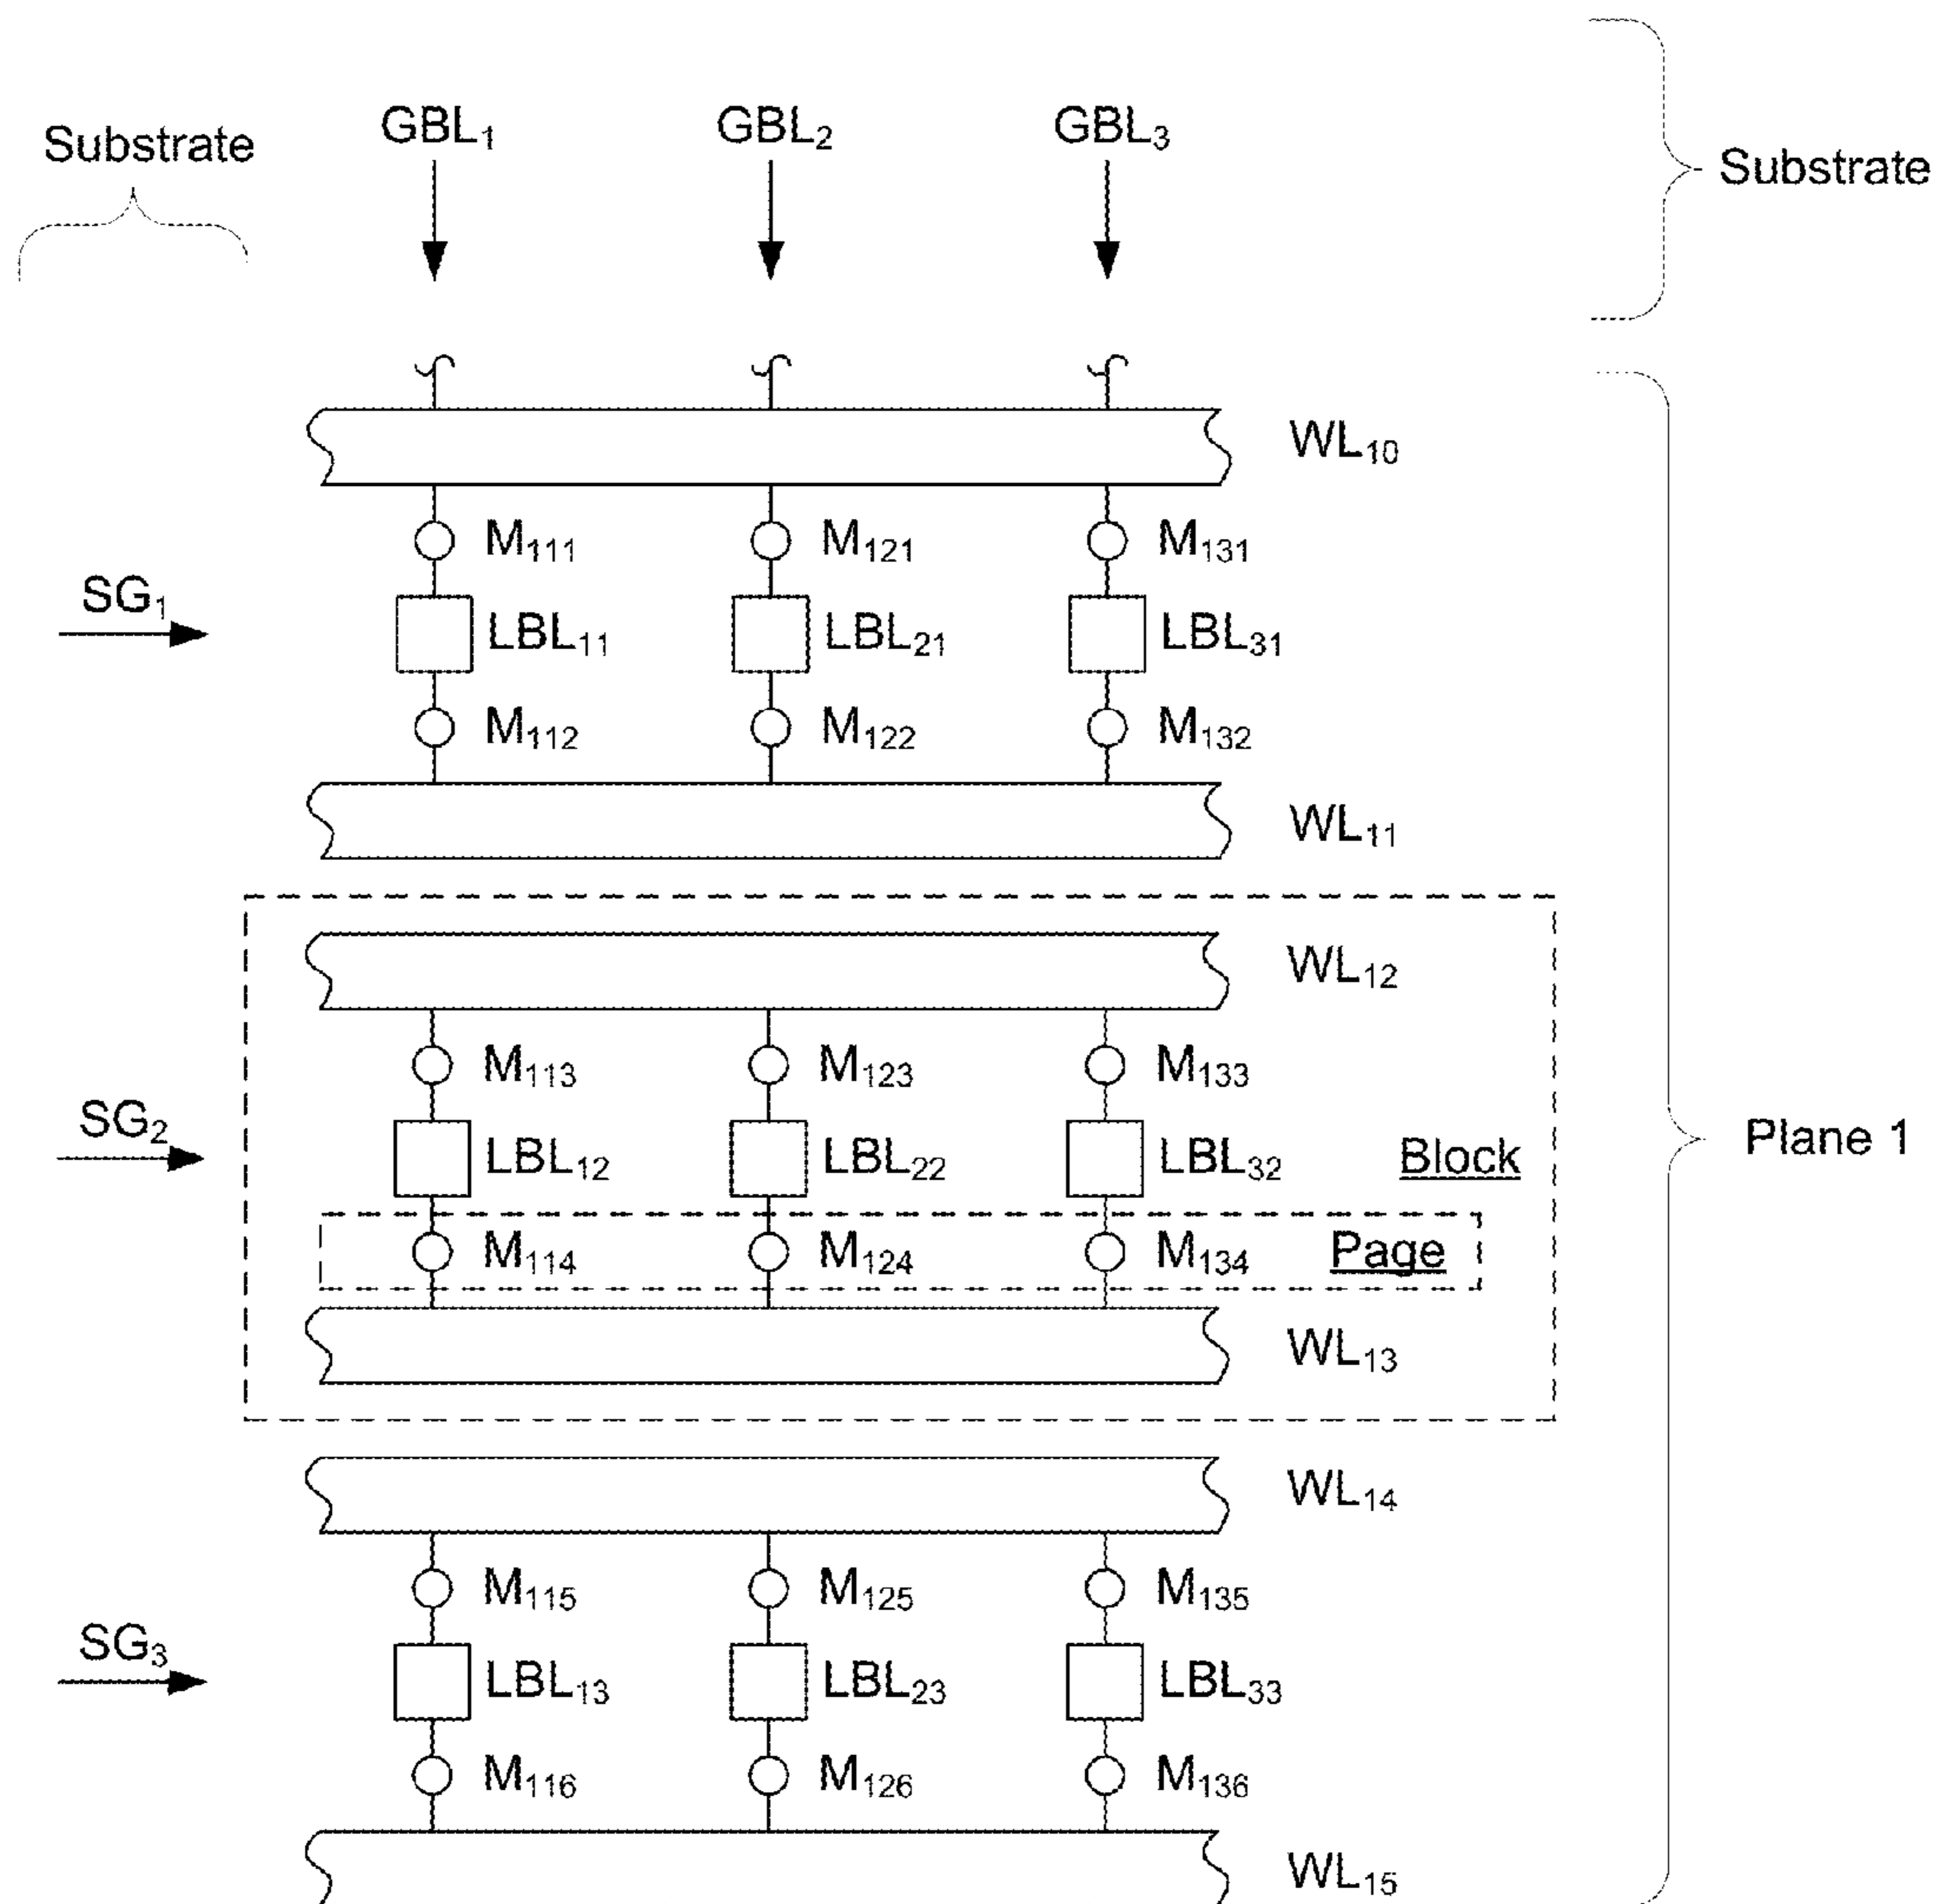 Substrate
GBL₁ GBL₂ GBL₃
Substrate
WL₁₀
M₁₁₁ M₁₂₁ M₁₃₁
SG₁
LBL₁₁ LBL₂₁ LBL₃₁
M₁₁₂ M₁₂₂ M₁₃₂
WL₁₁
WL₁₂
M₁₁₃ M₁₂₃ M₁₃₃
SG₂
LBL₁₂ LBL₂₂ LBL₃₂ Block
Plane 1
M₁₁₄ M₁₂₄ M₁₃₄ Page
WL₁₃
WL₁₄
M₁₁₅ M₁₂₅ M₁₃₅
SG₃
LBL₁₃ LBL₂₃ LBL₃₃
M₁₁₆ M₁₂₆ M₁₃₆
WL₁₅